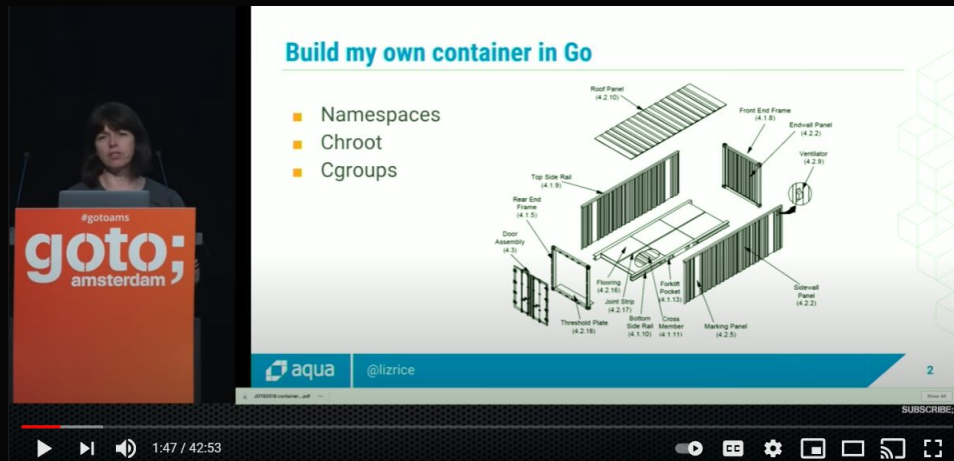 Build my own container in Go
Namespaces
Chroot
Cgroups
Roof Panel
(4.2.10)
Front End Frame
(4.1.8)
Endwall Panel
(4.2.2)
Ventilator
(4.2.9)
Top Side Rail
(4.1.9)
Rear End
Frame
(4.1.5)
Door
Assembly
(4.3)
Flooring
(4.2.16)
Joint Strip
(4.2.17)
Forklift
Pocket
(4.1.13)
Sidewall
Panel
(4.2.2)
Threshold Plate
(4.2.18)
Bottom
Side Rail
(4.1.10)
Cross
Member
(4.1.11)
Marking Panel
(4.2.5)
#gotoams
goto;
amsterdam
aqua
@lizrice
2
Show All
SUBSCRIBE;
1:47 / 42:53
CC